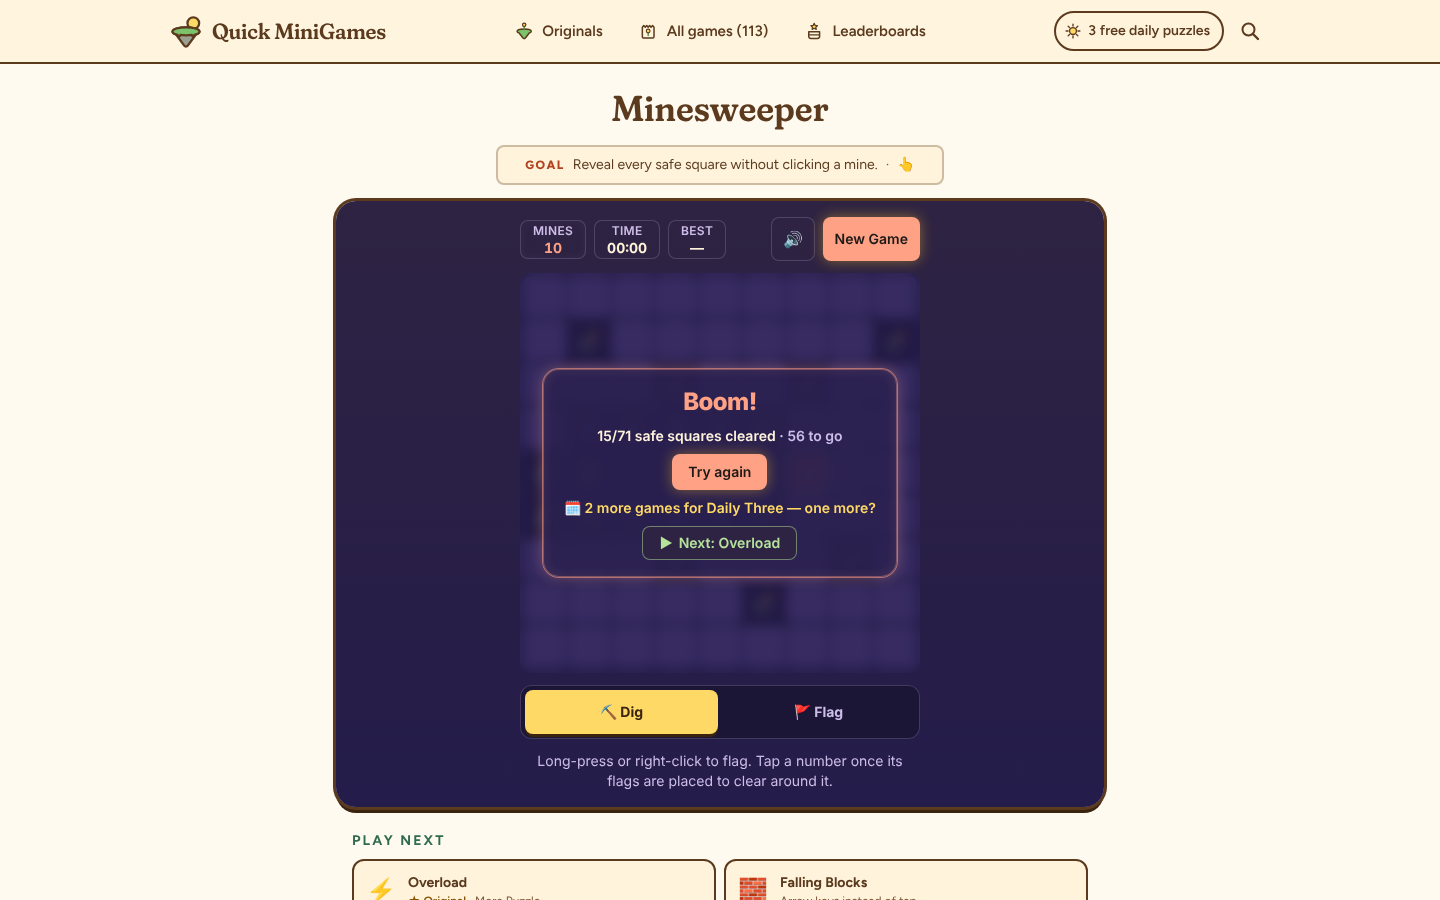 Quick MiniGames
Originals
All games (113)
Leaderboards
3 free daily puzzles
Minesweeper
GOAL Reveal every safe square without clicking a mine. · 👆
MINES
10
TIME
00:00
BEST
—
New Game
Boom!
15/71 safe squares cleared · 56 to go
Try again
🗓️ 2 more games for Daily Three — one more?
▶ Next: Overload
Dig
Flag
Long-press or right-click to flag. Tap a number once its
flags are placed to clear around it.
PLAY NEXT
Overload
Falling Blocks